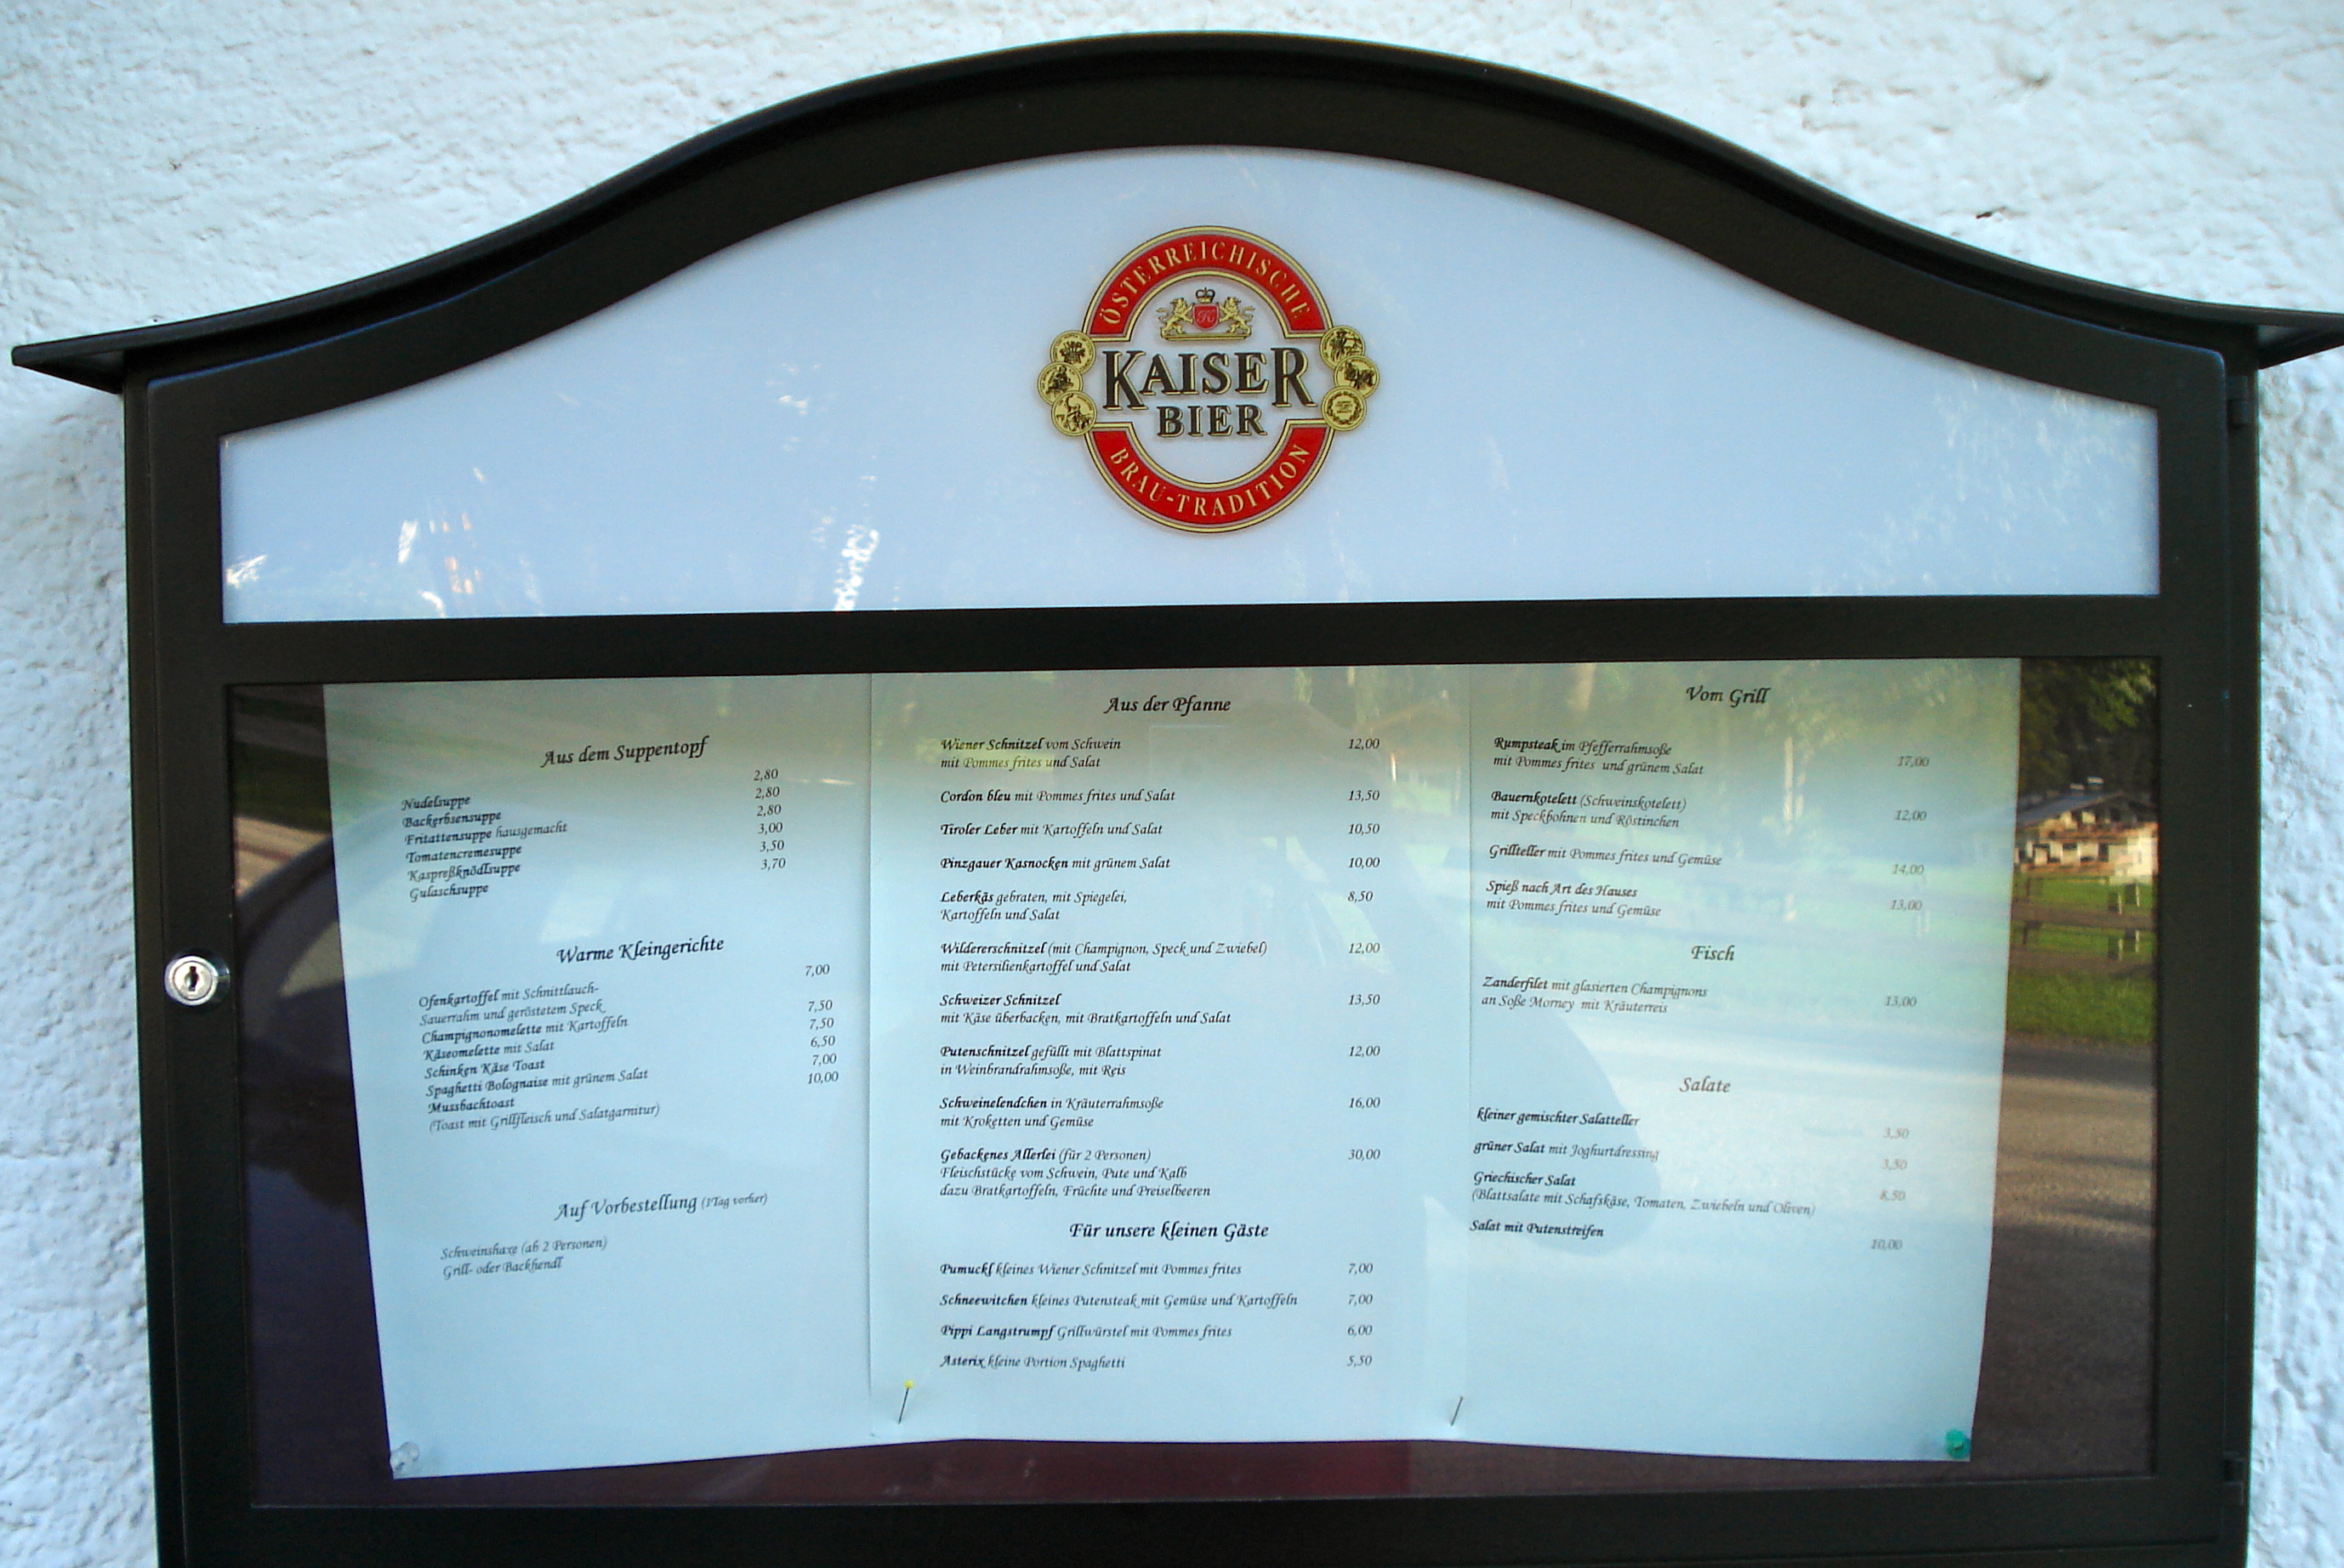 ÖSTERREICHISCHE
KAISER
BIER
BRAU-TRADITION
Aus dem Suppentopf
Nudelsuppe 2,80
Backerbsensuppe 2,80
Fritattensuppe hausgemacht 2,80
Tomatencremesuppe 3,00
Kaspreßknödlsuppe 3,50
Gulaschsuppe 3,70
Warme Kleingerichte
Ofenkartoffel mit Schnittlauch- 7,00
Sauerrahm und geröstetem Speck
Champignonomelette mit Kartoffeln 7,50
Käseomelette mit Salat 7,50
Schinken Käse Toast 6,50
Spaghetti Bolognaise mit grünem Salat 7,00
Mussbachtoast 10,00
(Toast mit Grillfleisch und Salatgarnitur)
Auf Vorbestellung (1Tag vorher)
Schweinshaxe (ab 2 Personen)
Grill- oder Backhendl
Aus der Pfanne
Wiener Schnitzel vom Schwein 12,00
mit Pommes frites und Salat
Cordon bleu mit Pommes frites und Salat 13,50
Tiroler Leber mit Kartoffeln und Salat 10,50
Pinzgauer Kasnocken mit grünem Salat 10,00
Leberkäs gebraten, mit Spiegelei, 8,50
Kartoffeln und Salat
Wildererschnitzel (mit Champignon, Speck und Zwiebel) 12,00
mit Petersilienkartoffel und Salat
Schweizer Schnitzel 13,50
mit Käse überbacken, mit Bratkartoffeln und Salat
Putenschnitzel gefüllt mit Blattspinat 12,00
in Weinbrandrahmsoße, mit Reis
Schweinelendchen in Kräuterrahmsoße 16,00
mit Kroketten und Gemüse
Gebackenes Allerlei (für 2 Personen) 30,00
Fleischstücke vom Schwein, Pute und Kalb
dazu Bratkartoffeln, Früchte und Preiselbeeren
Für unsere kleinen Gäste
Pumuckl kleines Wiener Schnitzel mit Pommes frites 7,00
Schneewitchen kleines Putensteak mit Gemüse und Kartoffeln 7,00
Pippi Langstrumpf Grillwürstel mit Pommes frites 6,00
Asterix kleine Portion Spaghetti 5,50
Vom Grill
Rumpsteak im Pfefferrahmsoße
mit Pommes frites und grünem Salat 17,00
Bauernkotelett (Schweinskotelett)
mit Speckbohnen und Röstinchen 12,00
Grillteller mit Pommes frites und Gemüse 14,00
Spieß nach Art des Hauses
mit Pommes frites und Gemüse 13,00
Fisch
Zanderfilet mit glasierten Champignons
an Soße Morney mit Kräuterreis 13,00
Salate
kleiner gemischter Salatteller 3,50
grüner Salat mit Joghurtdressing 3,50
Griechischer Salat 8,50
(Blattsalate mit Schafskäse, Tomaten, Zwiebeln und Oliven)
Salat mit Putenstreifen 10,00